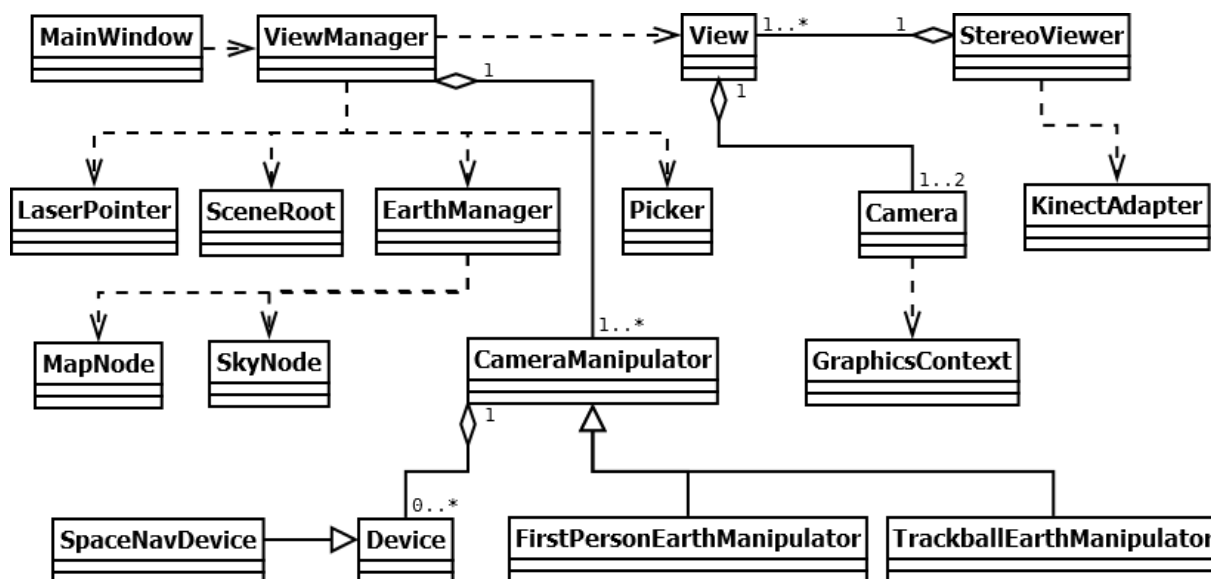 MainWindow
ViewManager
View
1..*
1
StereoViewer
1
1
LaserPointer
SceneRoot
EarthManager
Picker
1..2
Camera
KinectAdapter
MapNode
SkyNode
1..*
CameraManipulator
GraphicsContext
1
0..*
SpaceNavDevice
Device
FirstPersonEarthManipulator
TrackballEarthManipulator